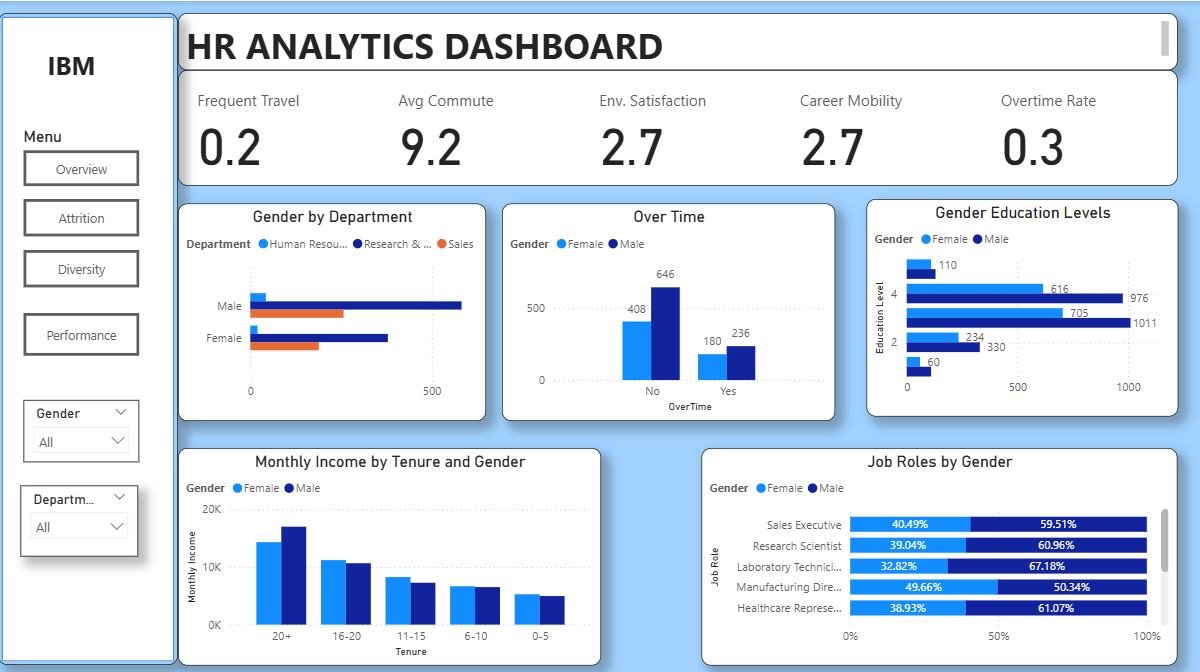 IBM
Menu
Overview
Attrition
Diversity
Performance
Gender
All
Departm...
All
HR ANALYTICS DASHBOARD
Frequent Travel
0.2
Avg Commute
9.2
Env. Satisfaction
2.7
Career Mobility
2.7
Overtime Rate
0.3
Gender by Department
Department Human Resou... Research & ... Sales
Male
Female
0 500
Over Time
Gender Female Male
646
500
408
236
180
0
No Yes
OverTime
Gender Education Levels
Gender Female Male
Education Level
110
4 616
976
705
1011
2 234
330
60
0 500 1000
Monthly Income by Tenure and Gender
Gender Female Male
Monthly Income
20K
10K
0K
20+ 16-20 11-15 6-10 0-5
Tenure
Job Roles by Gender
Gender Female Male
Job Role
Sales Executive 40.49% 59.51%
Research Scientist 39.04% 60.96%
Laboratory Technici... 32.82% 67.18%
Manufacturing Dire... 49.66% 50.34%
Healthcare Represe... 38.93% 61.07%
0% 50% 100%